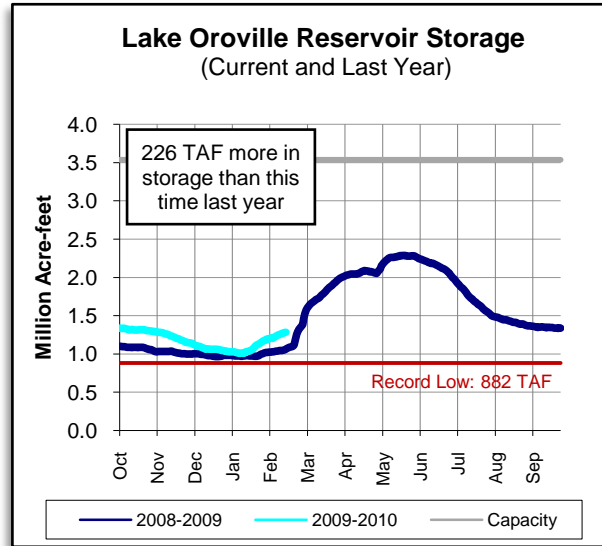 Lake Oroville Reservoir Storage
(Current and Last Year)
226 TAF more in
storage than this
time last year
Million Acre-feet
4.0
3.5
3.0
2.5
2.0
1.5
1.0
0.5
0.0
Record Low: 882 TAF
Oct Nov Dec Jan Feb Mar Apr May Jun Jul Aug Sep
2008-2009 2009-2010 Capacity